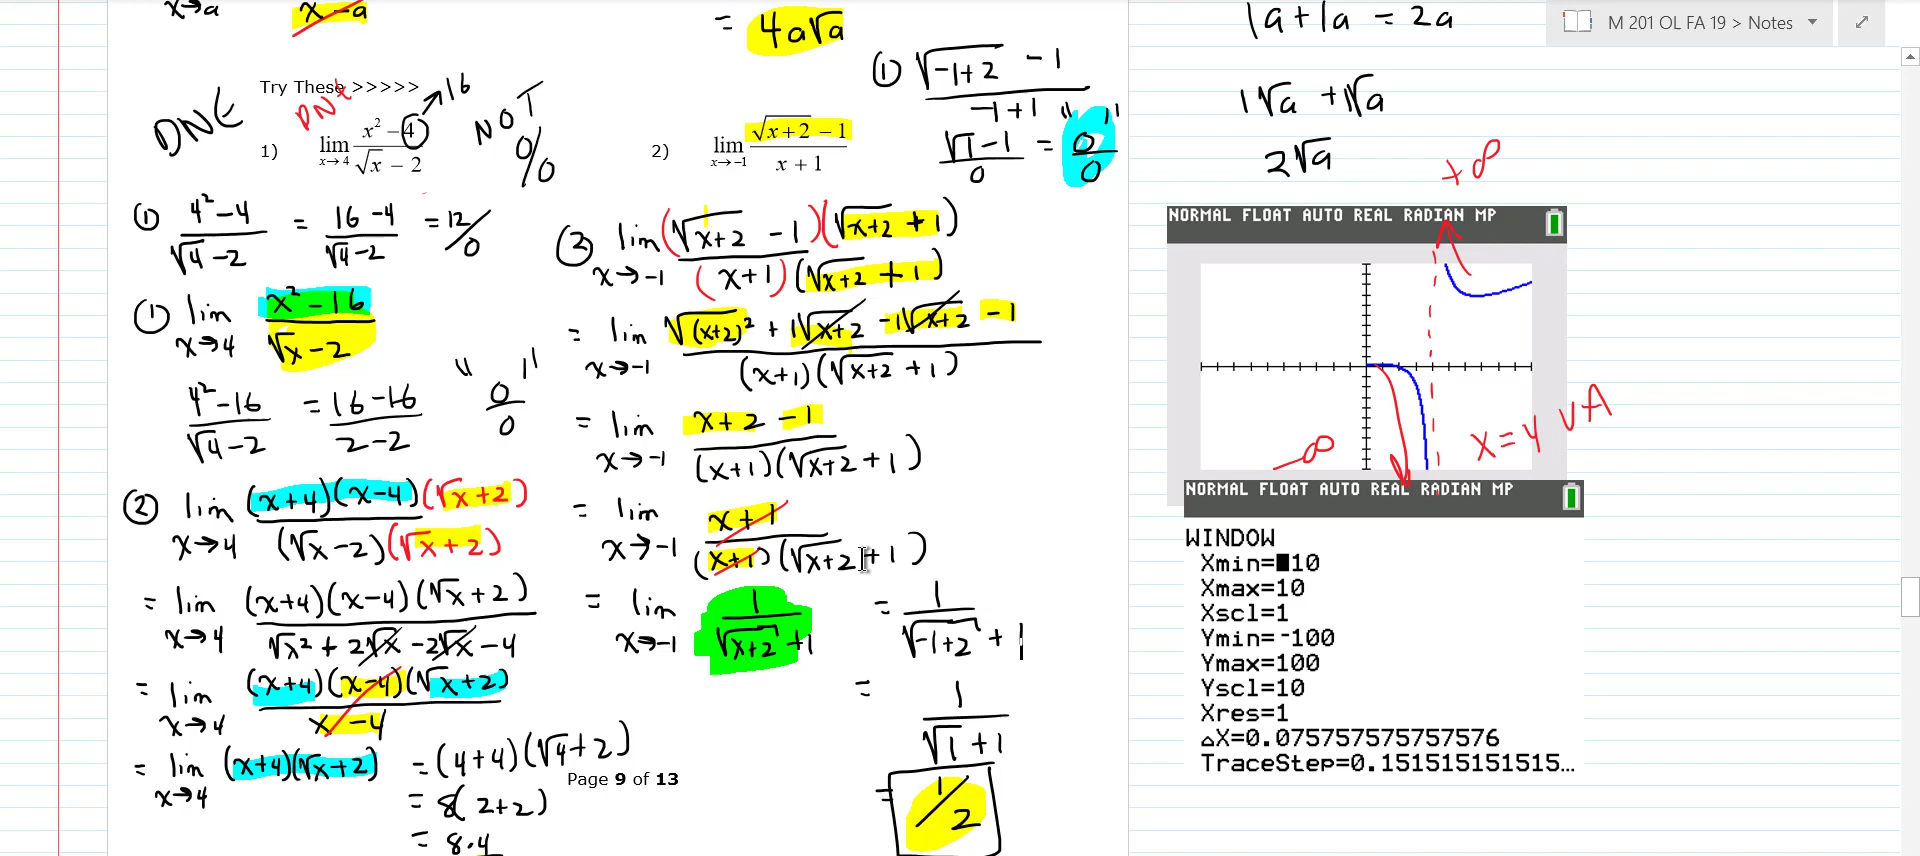 x→a x-a
= 4a√a
Try These >>>>>
DNE
DNE
→16
NOT 0/0
1) lim x→4 (x² − 4)/(√x − 2)
① (4²-4)/(√4-2) = (16-4)/(√4-2) = 12/0
① lim x→4 (x²-16)/(√x-2)
(4²-16)/(√4-2) = (16-16)/(2-2) "0/0"
② lim x→4 (x+4)(x-4)(√x+2)/(√x-2)(√x+2)
= lim x→4 (x+4)(x-4)(√x+2)/(√x² + 2√x - 2√x - 4)
= lim x→4 (x+4)(x-4)(√x+2)/(x-4)
= lim x→4 (x+4)(√x+2) = (4+4)(√4+2)
= 8(2+2)
= 8·4
2) lim x→-1 (√(x+2) − 1)/(x + 1)
① (√(-1+2) - 1)/(-1+1)
(√1-1)/0 = "0/0"
② lim x→-1 (√(x+2) - 1)(√(x+2) + 1)/(x+1)(√(x+2) + 1)
= lim x→-1 (√(x+2)² + 1√(x+2) - 1√(x+2) - 1)/(x+1)(√(x+2) + 1)
= lim x→-1 (x+2-1)/(x+1)(√(x+2) + 1)
= lim x→-1 (x+1)/(x+1)(√(x+2) + 1)
= lim x→-1 1/(√(x+2) + 1) = 1/(√(-1+2) + 1)
= 1/(√1+1)
= 1/2
Page 9 of 13
M 201 OL FA 19 > Notes
1a+1a = 2a
1√a + 1√a
2√a
+∞
NORMAL FLOAT AUTO REAL RADIAN MP
-∞
x=4 VA
NORMAL FLOAT AUTO REAL RADIAN MP
WINDOW
Xmin=10
Xmax=10
Xscl=1
Ymin=-100
Ymax=100
Yscl=10
Xres=1
△X=0.07575757575757576
TraceStep=0.151515151515…